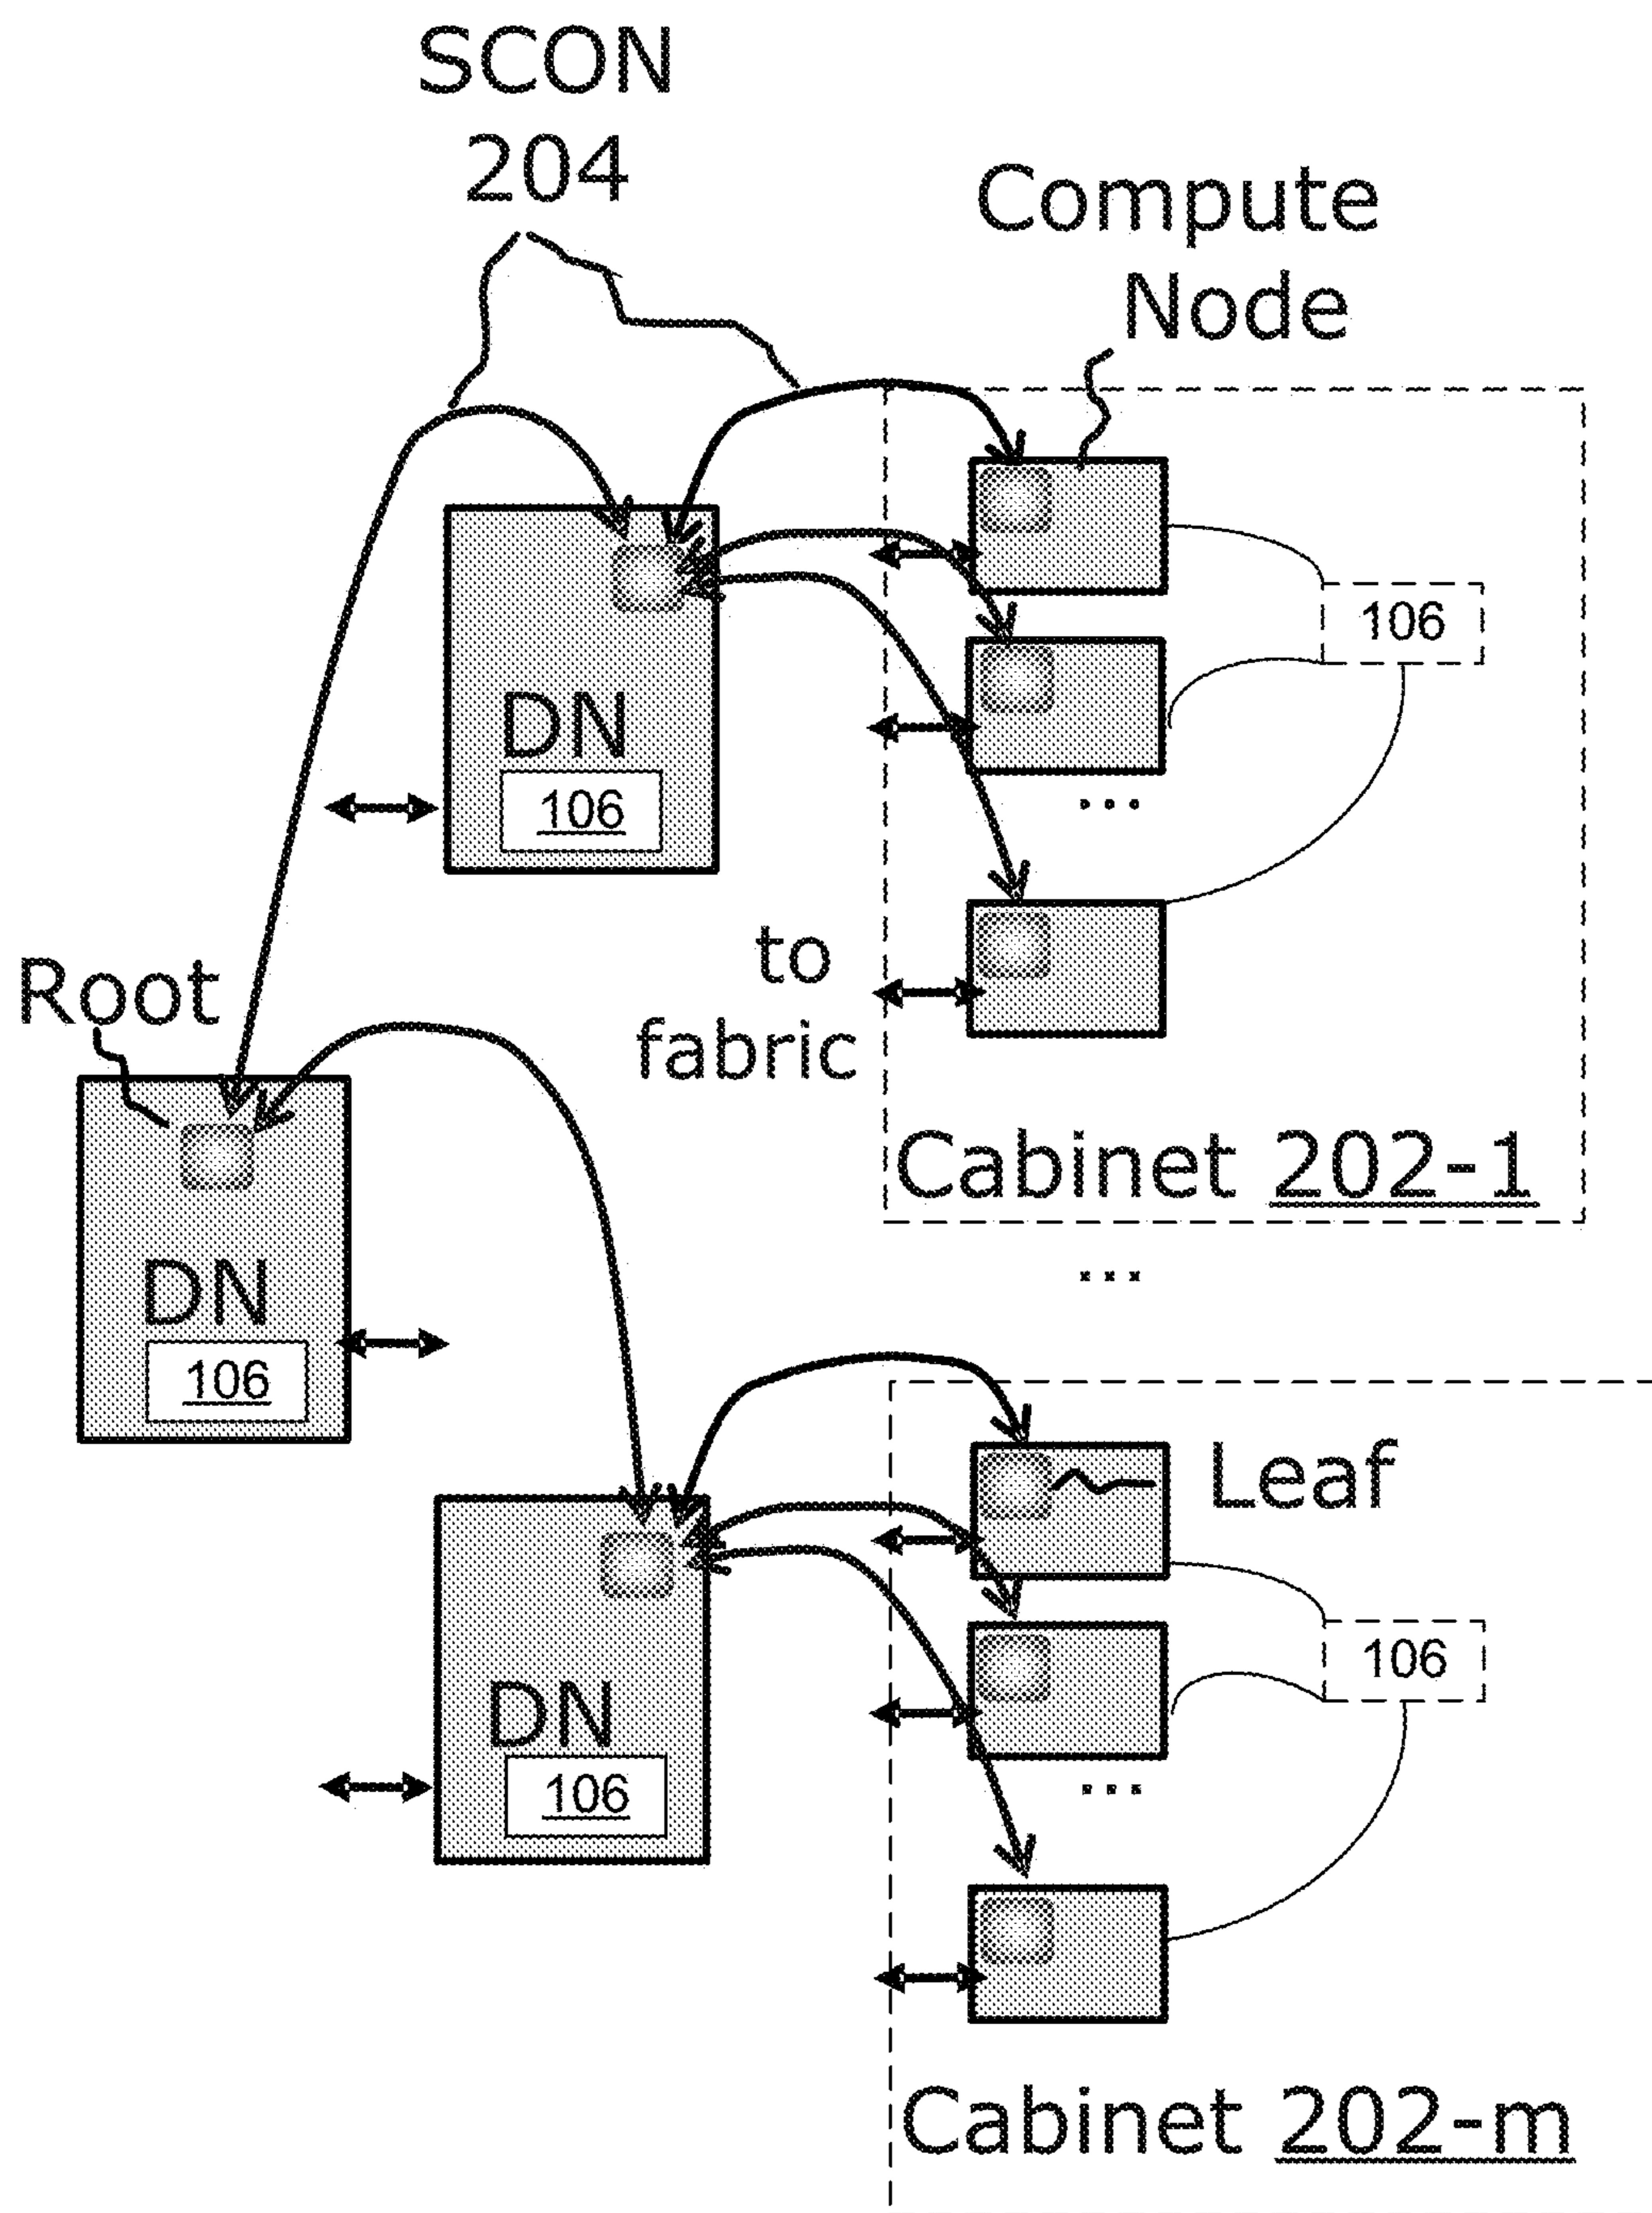 SCON
204
Compute
Node
106
DN
106
to
fabric
Root
Cabinet 202-1
...
DN
106
Leaf
106
DN
106
...
Cabinet 202-m